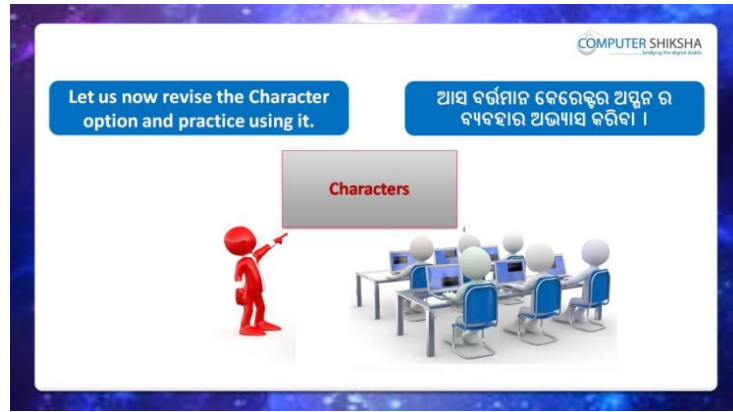 COMPUTER SHIKSHA
bridging the digital divide
Let us now revise the Character
option and practice using it.
ଆସ ବର୍ତ୍ତମାନ କେରେକ୍ଟର ଅପ୍ସନ ର
ବ୍ୟବହାର ଅଭ୍ୟାସ କରିବା ।
Characters